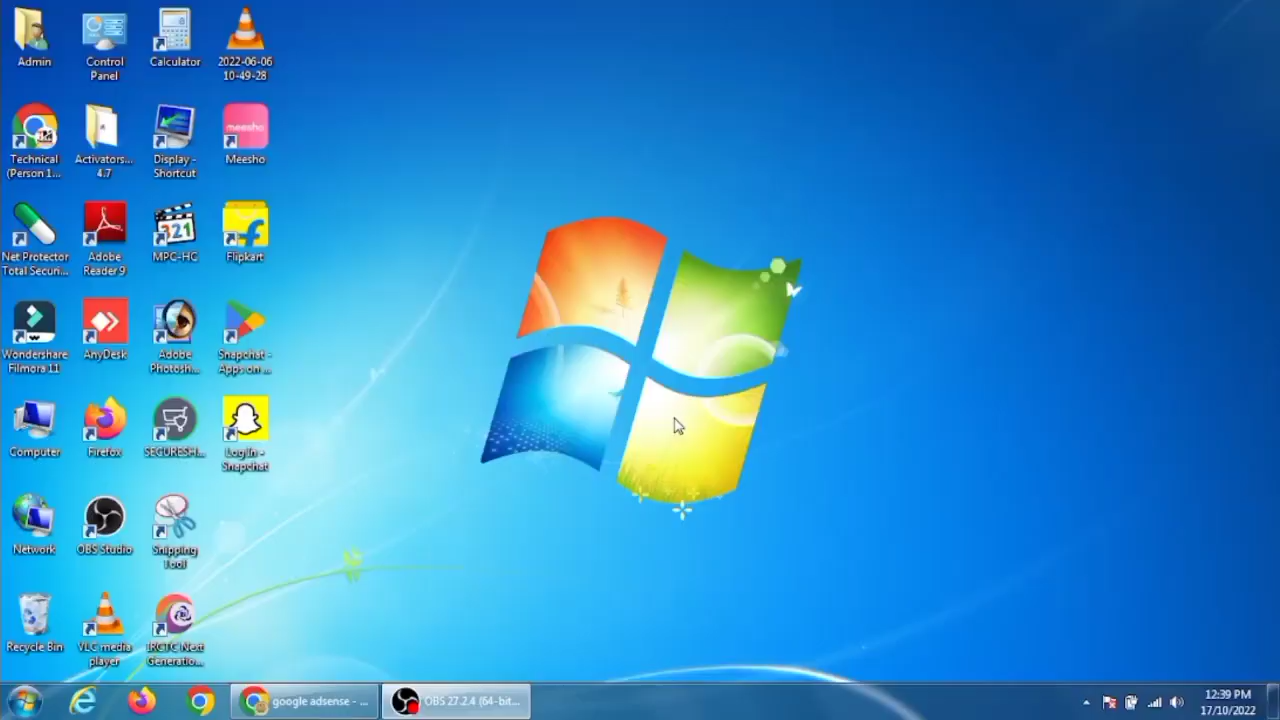 Admin
Control
Panel
Calculator
2022-06-06
10-49-28
Technical
(Person 1...
Activators...
4.7
Display -
Shortcut
meesho
Meesho
Net Protector
Total Securi...
Adobe
Reader 9
321
MPC-HC
Flipkart
Wondershare
Filmora 11
AnyDesk
Adobe
Photosh...
Snapchat -
Apps on ...
Computer
Firefox
SECURESH...
Log In -
Snapchat
Network
OBS Studio
Snipping
Tool
Recycle Bin
VLC media
player
IRCTC Next
Generatio...
google adsense - ...
OBS 27.2.4 (64-bit...
12:39 PM
17/10/2022